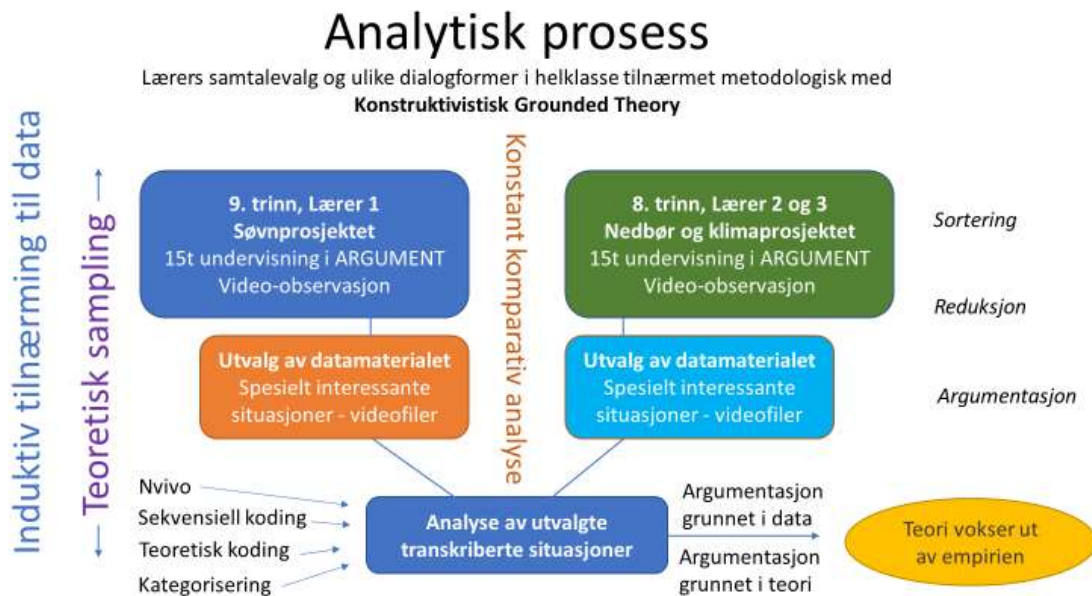 Analytisk prosess
Lærers samtalevalg og ulike dialogformer i helklasse tilnærmet metodologisk med
Konstruktivistisk Grounded Theory
Induktiv tilnærming til data
Teoretisk sampling
9. trinn, Lærer 1
Søvnprosjektet
15t undervisning i ARGUMENT
Video-observasjon
Konstant komparativ analyse
8. trinn, Lærer 2 og 3
Nedbør og klimaprosjektet
15t undervisning i ARGUMENT
Video-observasjon
Sortering
Reduksjon
Argumentasjon
Utvalg av datamaterialet
Spesielt interessante
situasjoner - videofiler
Utvalg av datamaterialet
Spesielt interessante
situasjoner - videofiler
Nvivo
Sekvensiell koding
Teoretisk koding
Kategorisering
Analyse av utvalgte
transkriberte situasjoner
Argumentasjon
grunnet i data
Argumentasjon
grunnet i teori
Teori vokser ut
av empirien